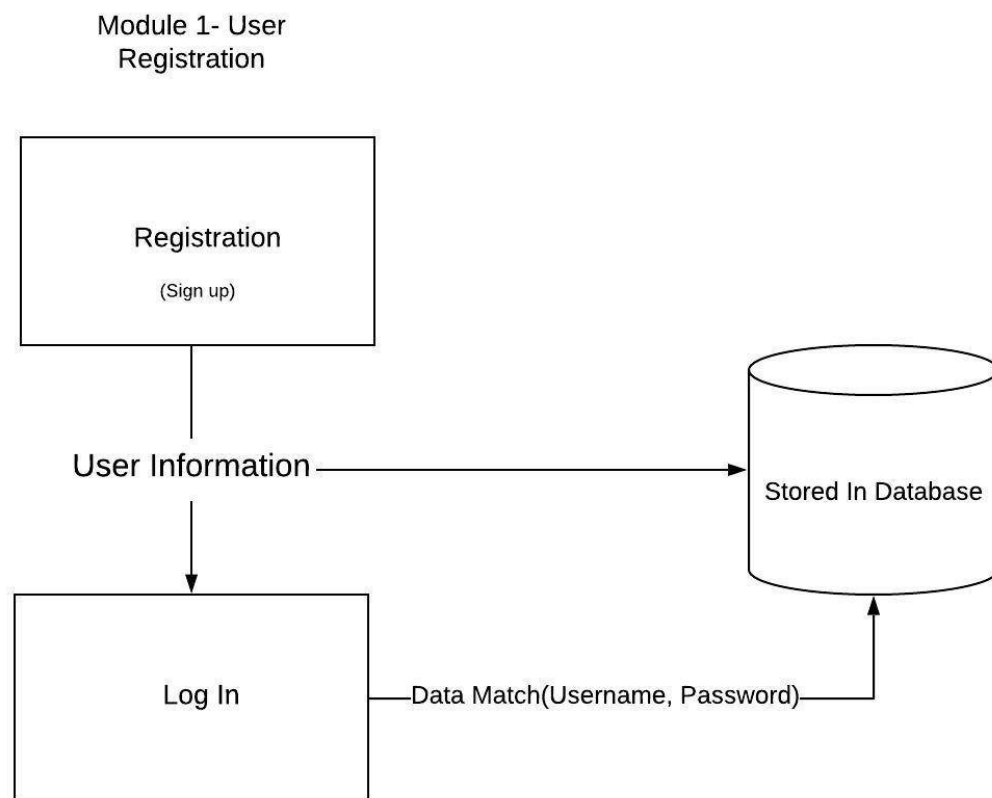 Module 1- User
Registration
Registration
(Sign up)
User Information
Stored In Database
Log In
Data Match(Username, Password)